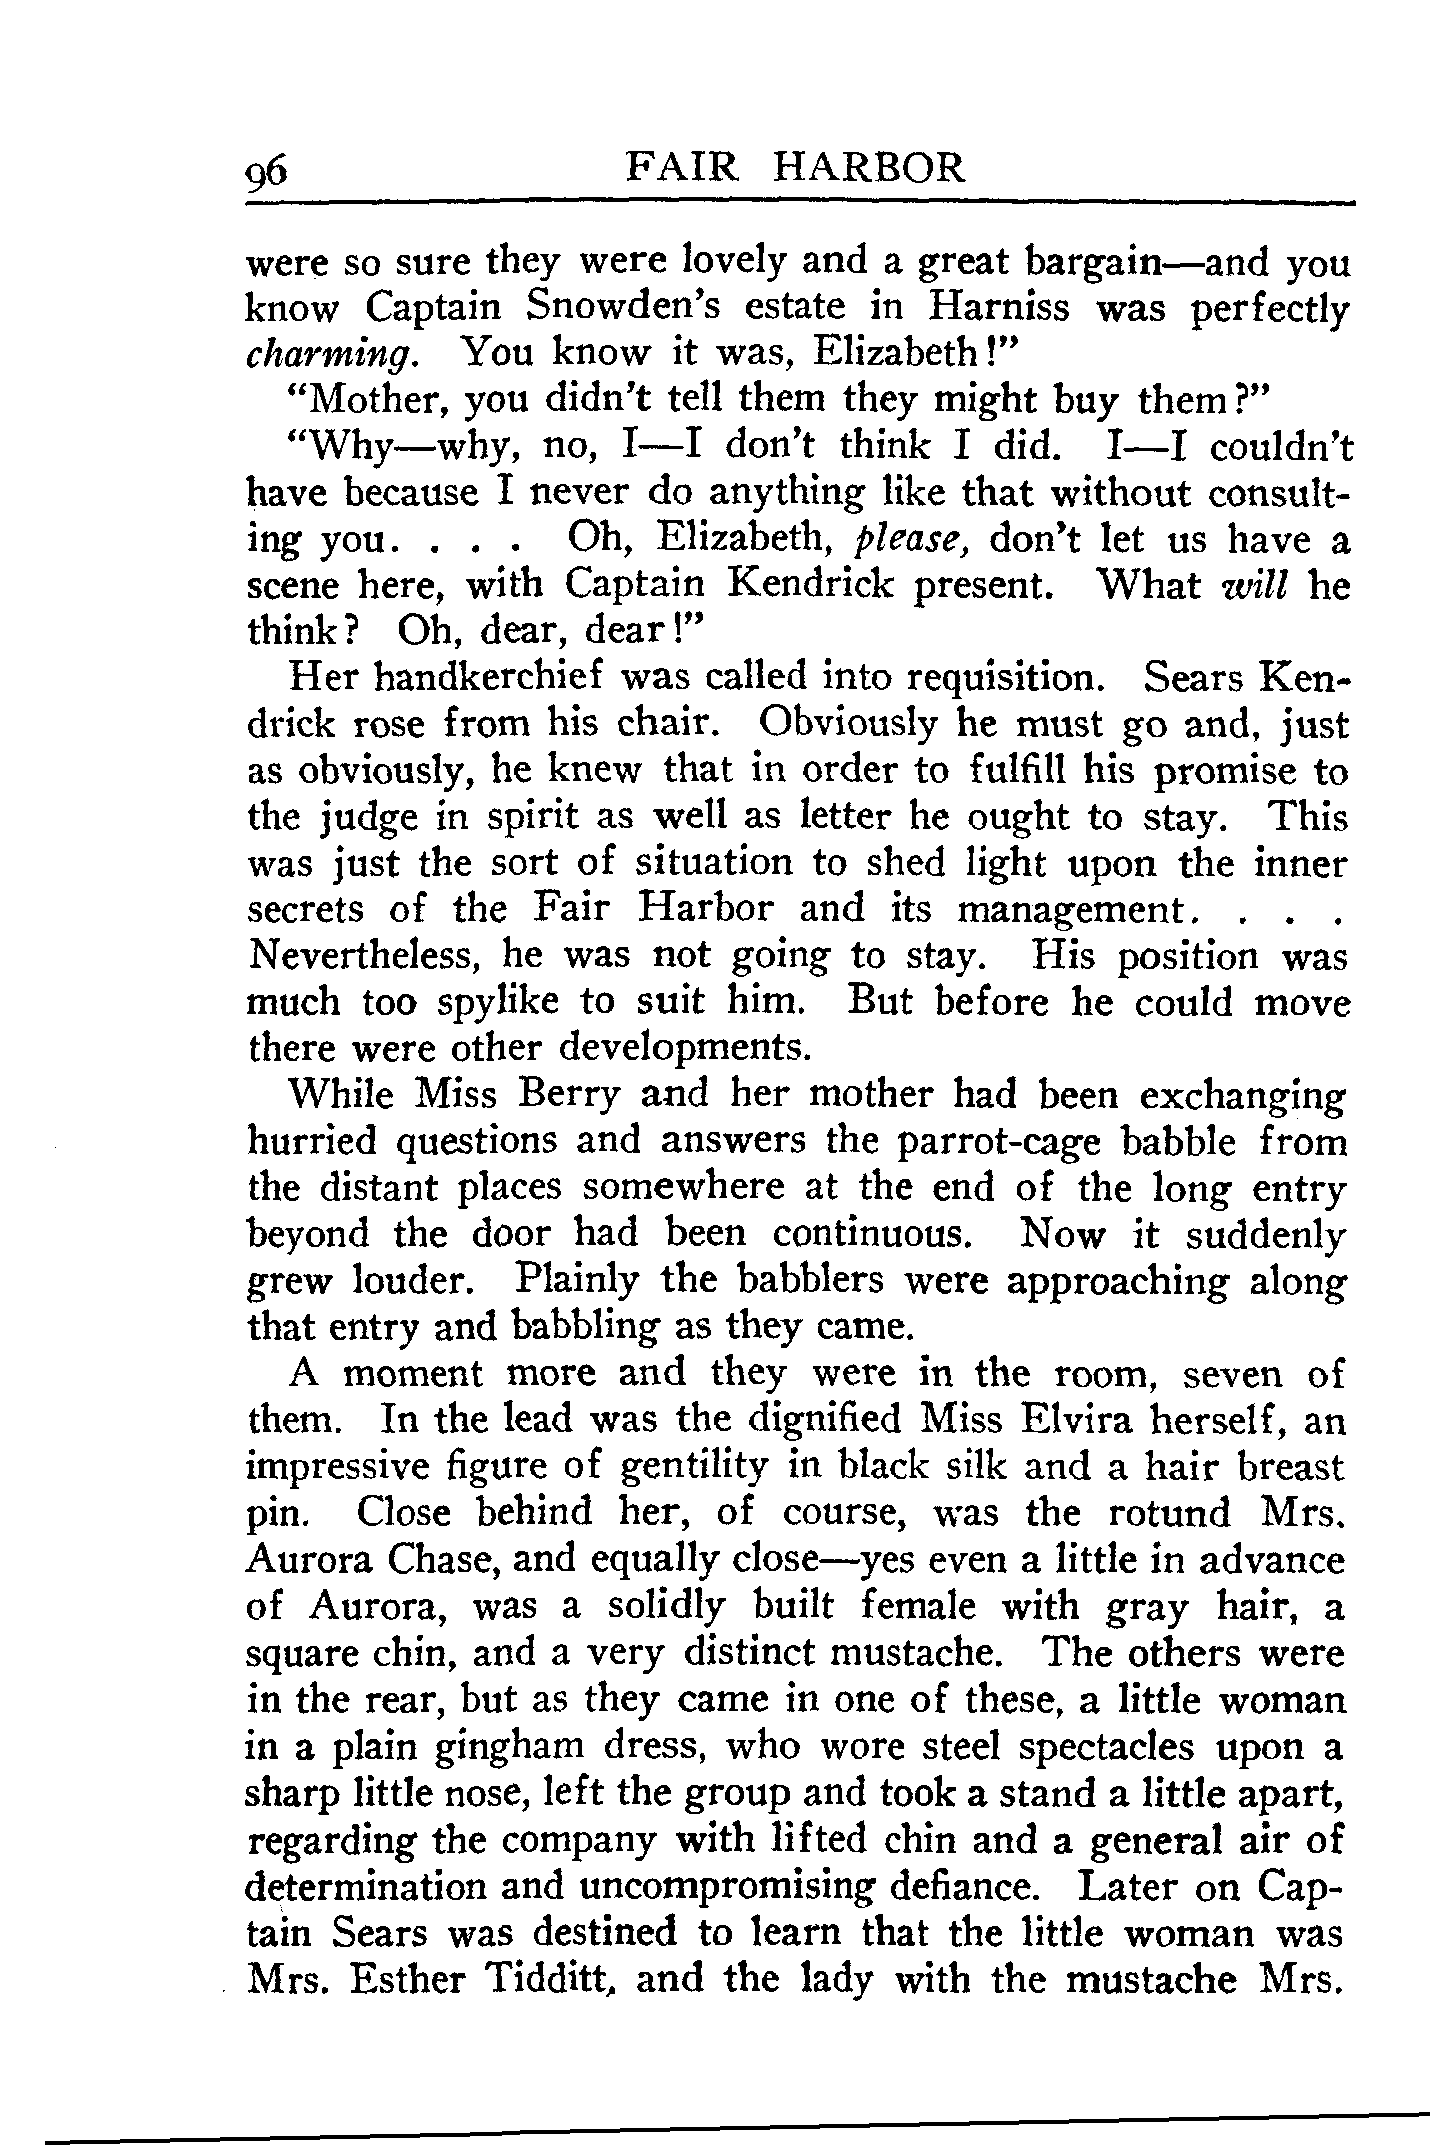 96 FAIR HARBOR
were so sure they were lovely and a great bargain—and you
know Captain Snowden's estate in Harniss was perfectly
charming. You know it was, Elizabeth!"
"Mother, you didn't tell them they might buy them?"
"Why—why, no, I—I don't think I did. I—I couldn't
have because I never do anything like that without consult-
ing you. . . . Oh, Elizabeth, please, don't let us have a
scene here, with Captain Kendrick present. What will he
think? Oh, dear, dear!"
Her handkerchief was called into requisition. Sears Ken-
drick rose from his chair. Obviously he must go and, just
as obviously, he knew that in order to fulfill his promise to
the judge in spirit as well as letter he ought to stay. This
was just the sort of situation to shed light upon the inner
secrets of the Fair Harbor and its management. . . .
Nevertheless, he was not going to stay. His position was
much too spylike to suit him. But before he could move
there were other developments.
While Miss Berry and her mother had been exchanging
hurried questions and answers the parrot-cage babble from
the distant places somewhere at the end of the long entry
beyond the door had been continuous. Now it suddenly
grew louder. Plainly the babblers were approaching along
that entry and babbling as they came.
A moment more and they were in the room, seven of
them. In the lead was the dignified Miss Elvira herself, an
impressive figure of gentility in black silk and a hair breast
pin. Close behind her, of course, was the rotund Mrs.
Aurora Chase, and equally close—yes even a little in advance
of Aurora, was a solidly built female with gray hair, a
square chin, and a very distinct mustache. The others were
in the rear, but as they came in one of these, a little woman
in a plain gingham dress, who wore steel spectacles upon a
sharp little nose, left the group and took a stand a little apart,
regarding the company with lifted chin and a general air of
determination and uncompromising defiance. Later on Cap-
tain Sears was destined to learn that the little woman was
Mrs. Esther Tidditt, and the lady with the mustache Mrs.